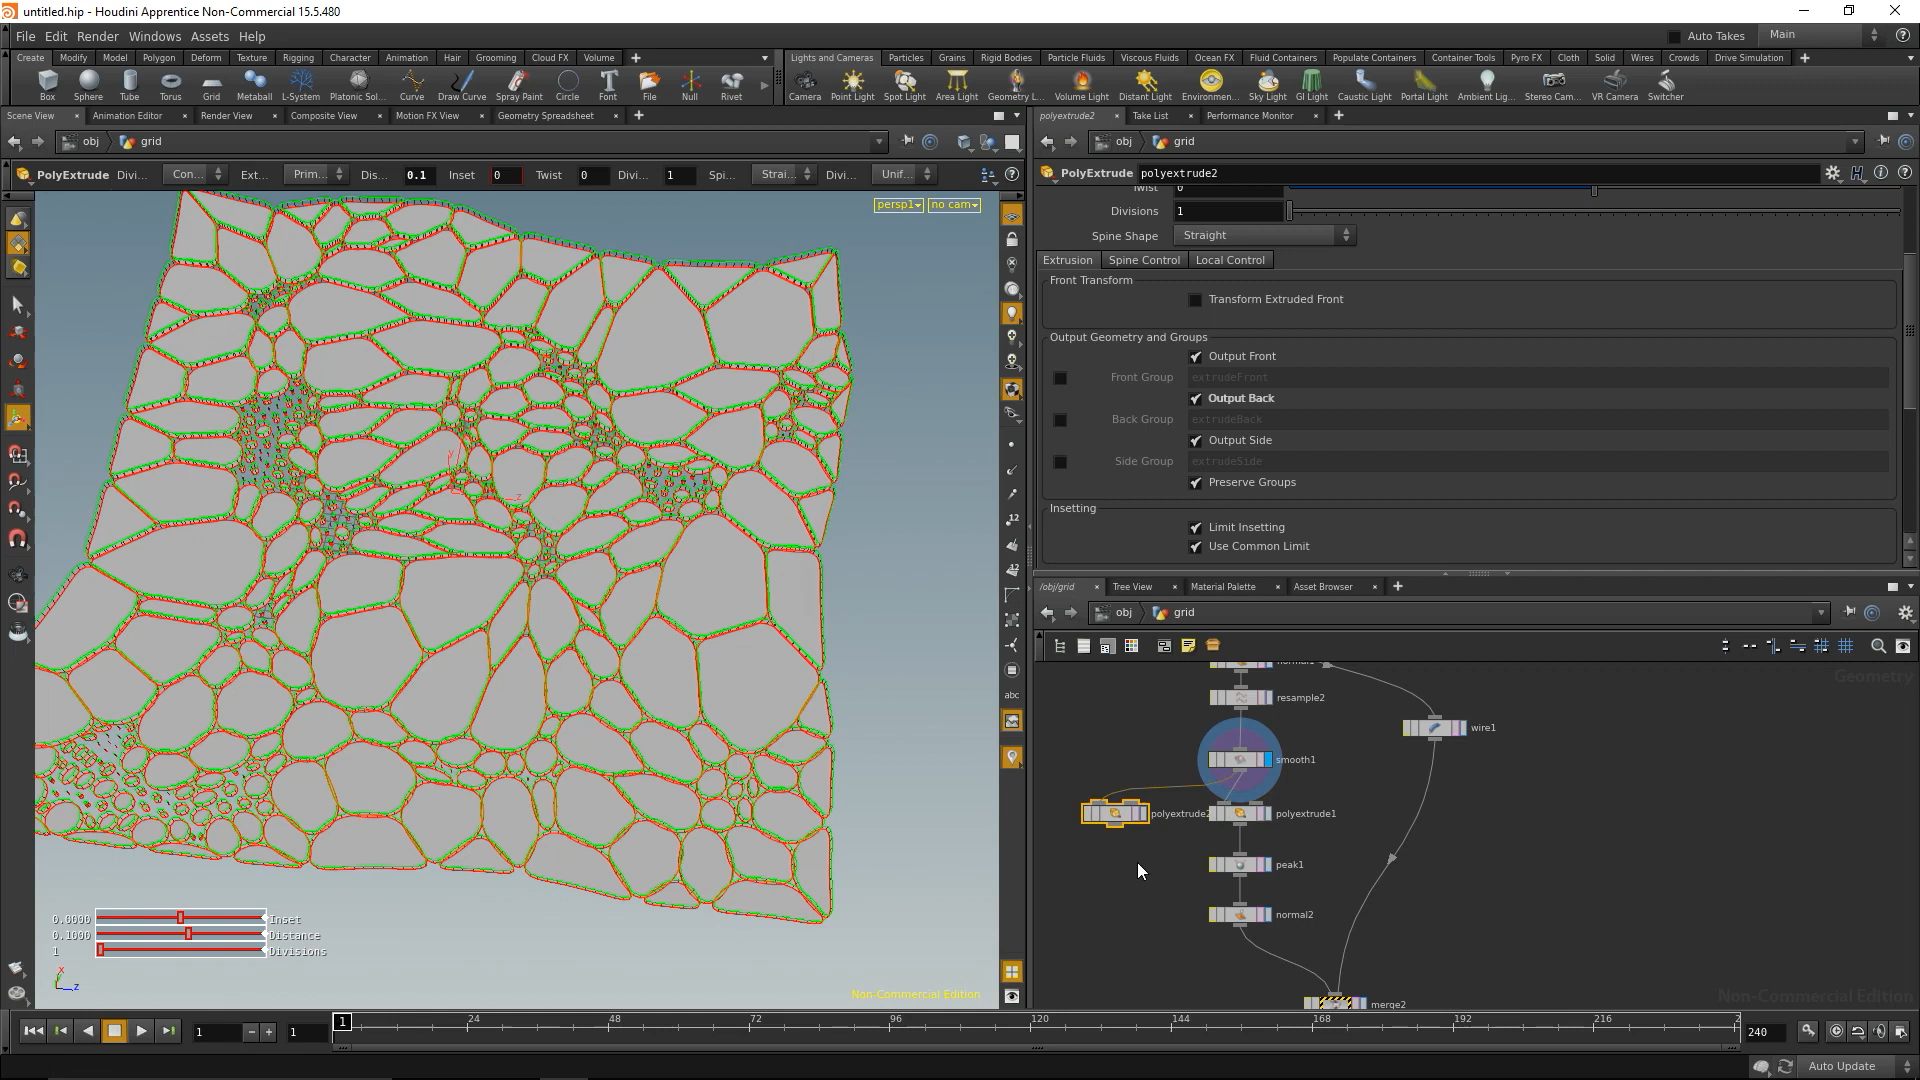 untitled.hip - Houdini Apprentice Non-Commercial 15.5.480
File Edit Render Windows Assets Help
Auto Takes Main
Create Modify Model Polygon Deform Texture Rigging Character Animation Hair Grooming Cloud FX Volume
Lights and Cameras Particles Grains Rigid Bodies Particle Fluids Viscous Fluids Ocean FX Fluid Containers Populate Containers Container Tools Pyro FX Cloth Solid Wires Crowds Drive Simulation
Box Sphere Tube Torus Grid Metaball L-System Platonic Sol... Curve Draw Curve Spray Paint Circle Font File Null Rivet
Camera Point Light Spot Light Area Light Geometry L... Volume Light Distant Light Environmen... Sky Light GI Light Caustic Light Portal Light Ambient Lig... Stereo Cam... VR Camera Switcher
Scene View Animation Editor Render View Composite View Motion FX View Geometry Spreadsheet
polyextrude2 Take List Performance Monitor
obj grid
obj grid
PolyExtrude Divi... Con... Ext... Prim... Dis... 0.1 Inset 0 Twist 0 Divi... 1 Spi... Strai... Divi... Unif...
PolyExtrude polyextrude2
Twist 0
Divisions 1
Spine Shape Straight
Extrusion Spine Control Local Control
Front Transform
Transform Extruded Front
Output Geometry and Groups
Output Front
Front Group extrudeFront
Output Back
Back Group extrudeBack
Output Side
Side Group extrudeSide
Preserve Groups
Insetting
Limit Insetting
Use Common Limit
persp1 no cam
12
12
abc
0.0000 Inset
0.1000 Distance
1 Divisions
x
z
Non-Commercial Edition
/obj/grid Tree View Material Palette Asset Browser
obj grid
Geometry
normal1
resample2
wire1
smooth1
polyextrude2
polyextrude1
peak1
normal2
merge2
Non-Commercial Edition
1 1 1 24 48 72 96 120 144 168 192 216 2 240
Auto Update